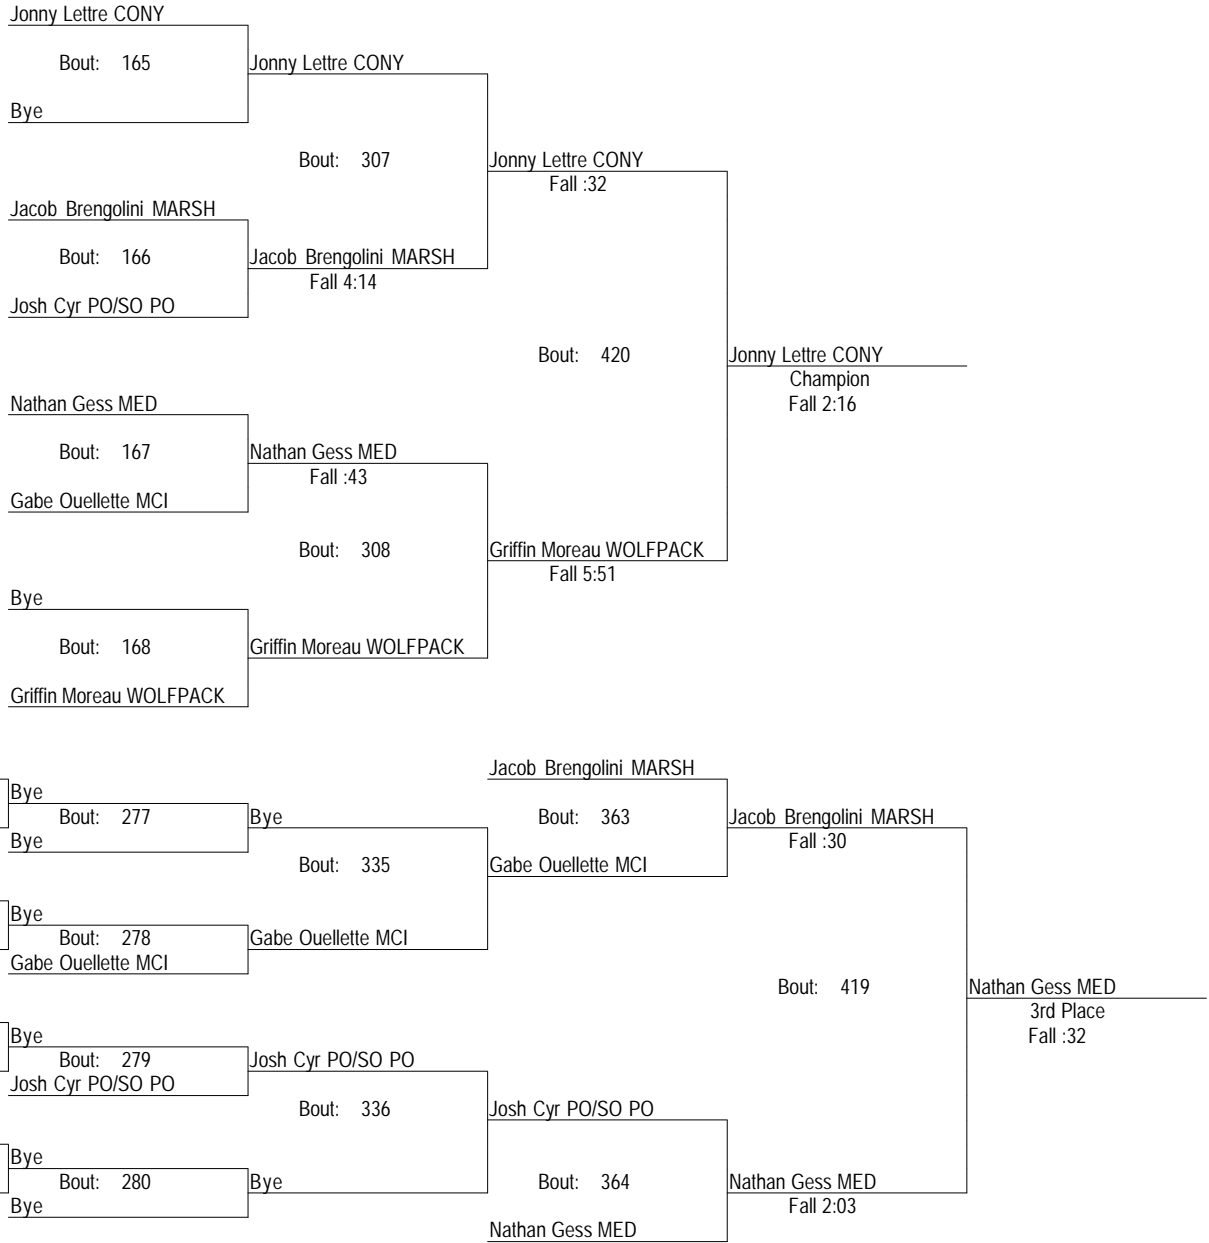 Jonny Lettre CONY
Bout: 165
Jonny Lettre CONY
Bye
Bout: 307
Jonny Lettre CONY
Fall :32
Jacob Brengolini MARSH
Bout: 166
Jacob Brengolini MARSH
Fall 4:14
Josh Cyr PO/SO PO
Bout: 420
Jonny Lettre CONY
Champion
Fall 2:16
Nathan Gess MED
Bout: 167
Nathan Gess MED
Fall :43
Gabe Ouellette MCI
Bout: 308
Griffin Moreau WOLFPACK
Fall 5:51
Bye
Bout: 168
Griffin Moreau WOLFPACK
Griffin Moreau WOLFPACK
Jacob Brengolini MARSH
Bye
Bout: 277
Bye
Bout: 363
Jacob Brengolini MARSH
Fall :30
Bye
Bout: 335
Gabe Ouellette MCI
Bye
Bout: 278
Gabe Ouellette MCI
Gabe Ouellette MCI
Bout: 419
Nathan Gess MED
3rd Place
Fall :32
Bye
Bout: 279
Josh Cyr PO/SO PO
Josh Cyr PO/SO PO
Bout: 336
Josh Cyr PO/SO PO
Bye
Bout: 280
Bye
Bout: 364
Nathan Gess MED
Fall 2:03
Bye
Nathan Gess MED